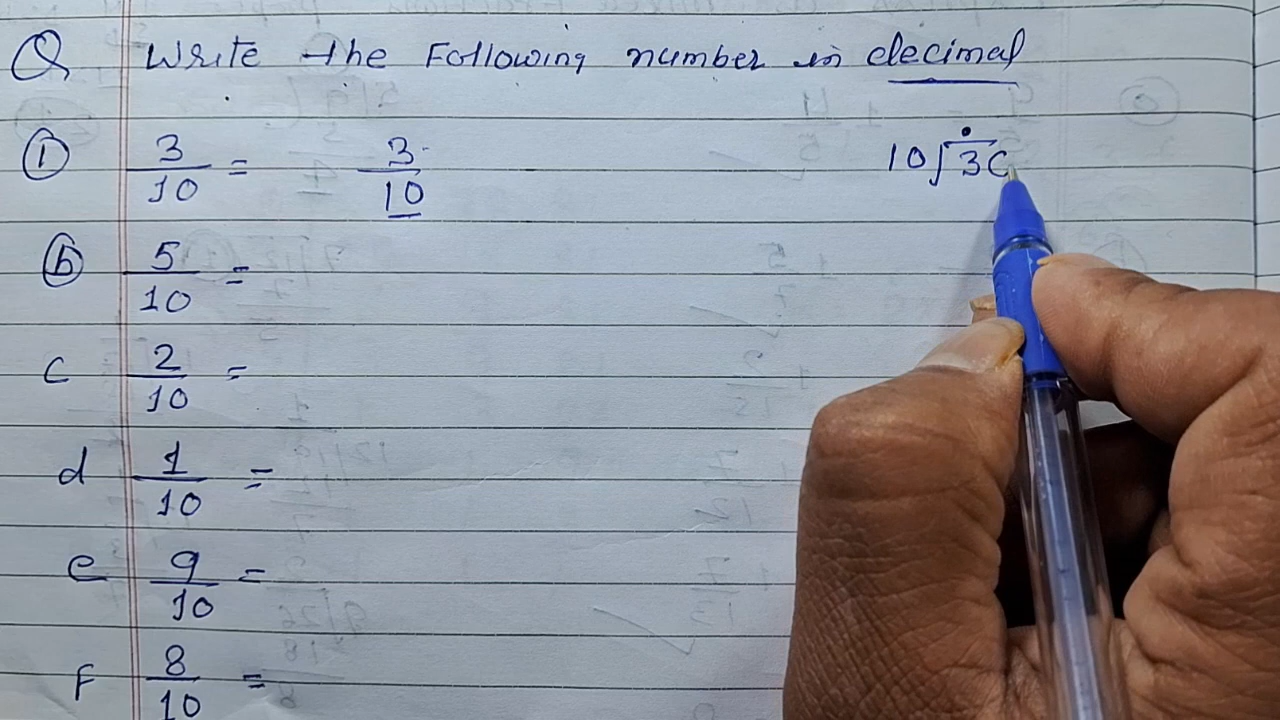 Q Write the Following number in decimal
① 3/10 = 3/10 10√3
ⓑ 5/10 =
c 2/10 =
d 1/10 =
e 9/10 =
F 8/10 =